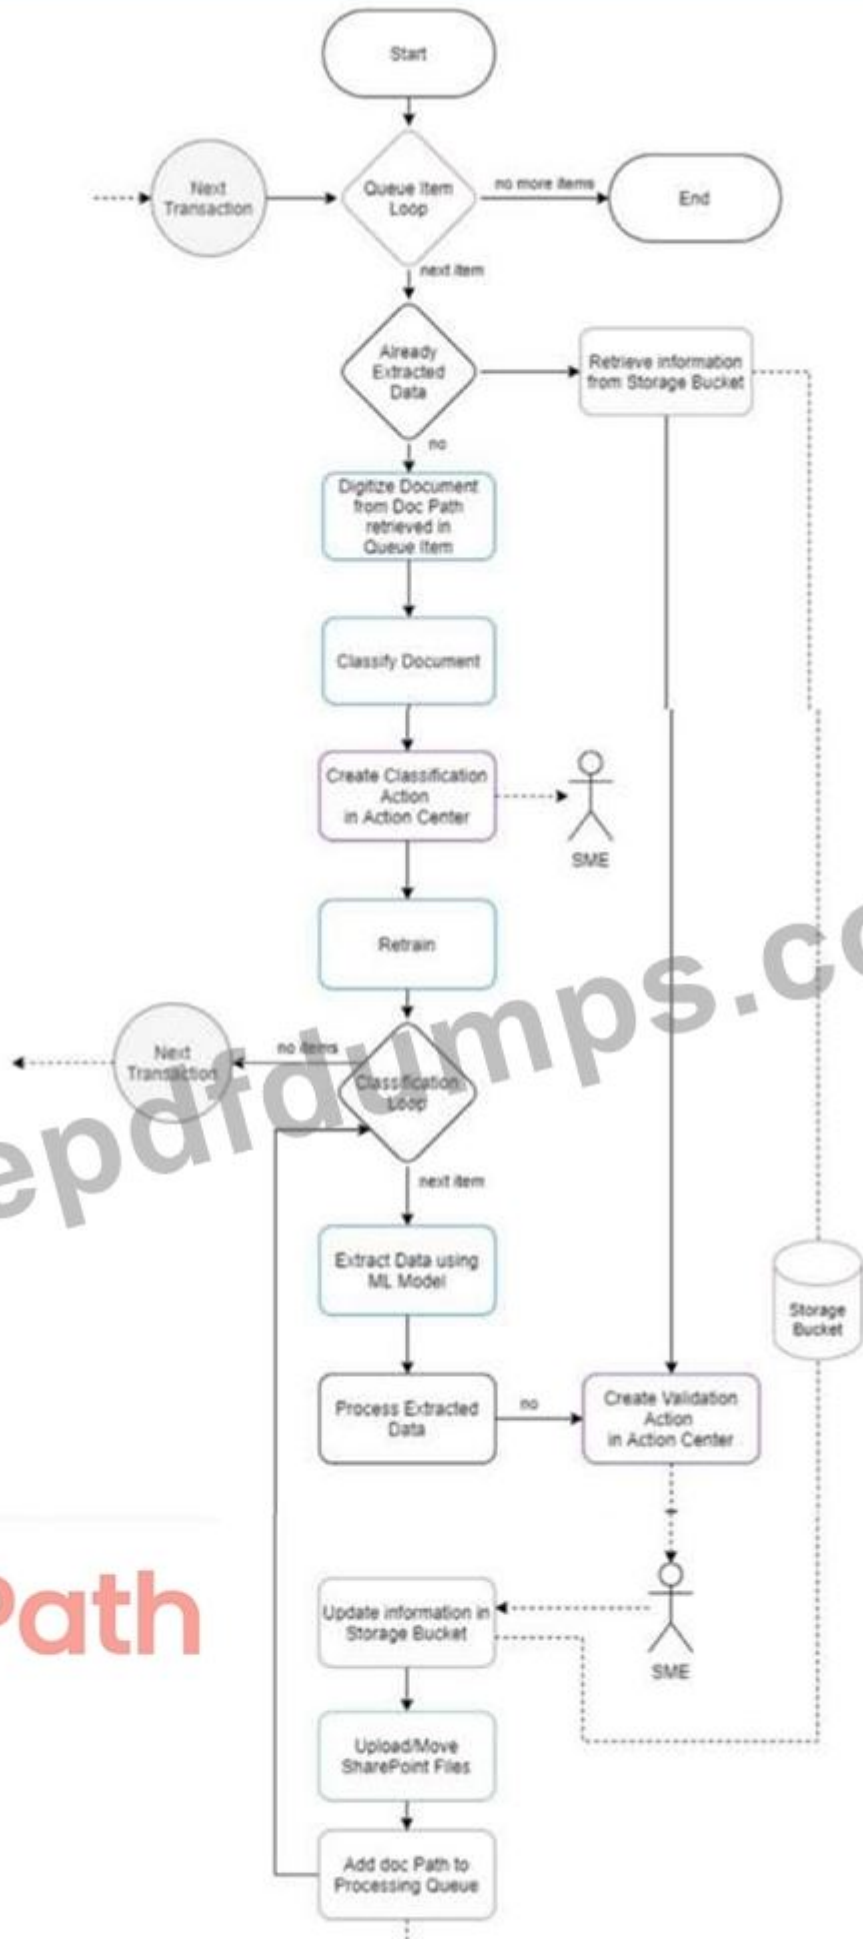 Start
Next
Transaction
Queue Item
Loop
no more items
End
next item
Already
Extracted
Data
Retrieve information
from Storage Bucket
no
Digitize Document
from Doc Path
retrieved in
Queue Item
Classify Document
Create Classification
Action
in Action Center
SME
Retrain
epdfdumps.co
Next
Transaction
no items
Classification
Loop
next item
Extract Data using
ML Model
Storage
Bucket
Process Extracted
Data
no
Create Validation
Action
in Action Center
Path
Update information in
Storage Bucket
SME
Upload/Move
SharePoint Files
Add doc Path to
Processing Queue